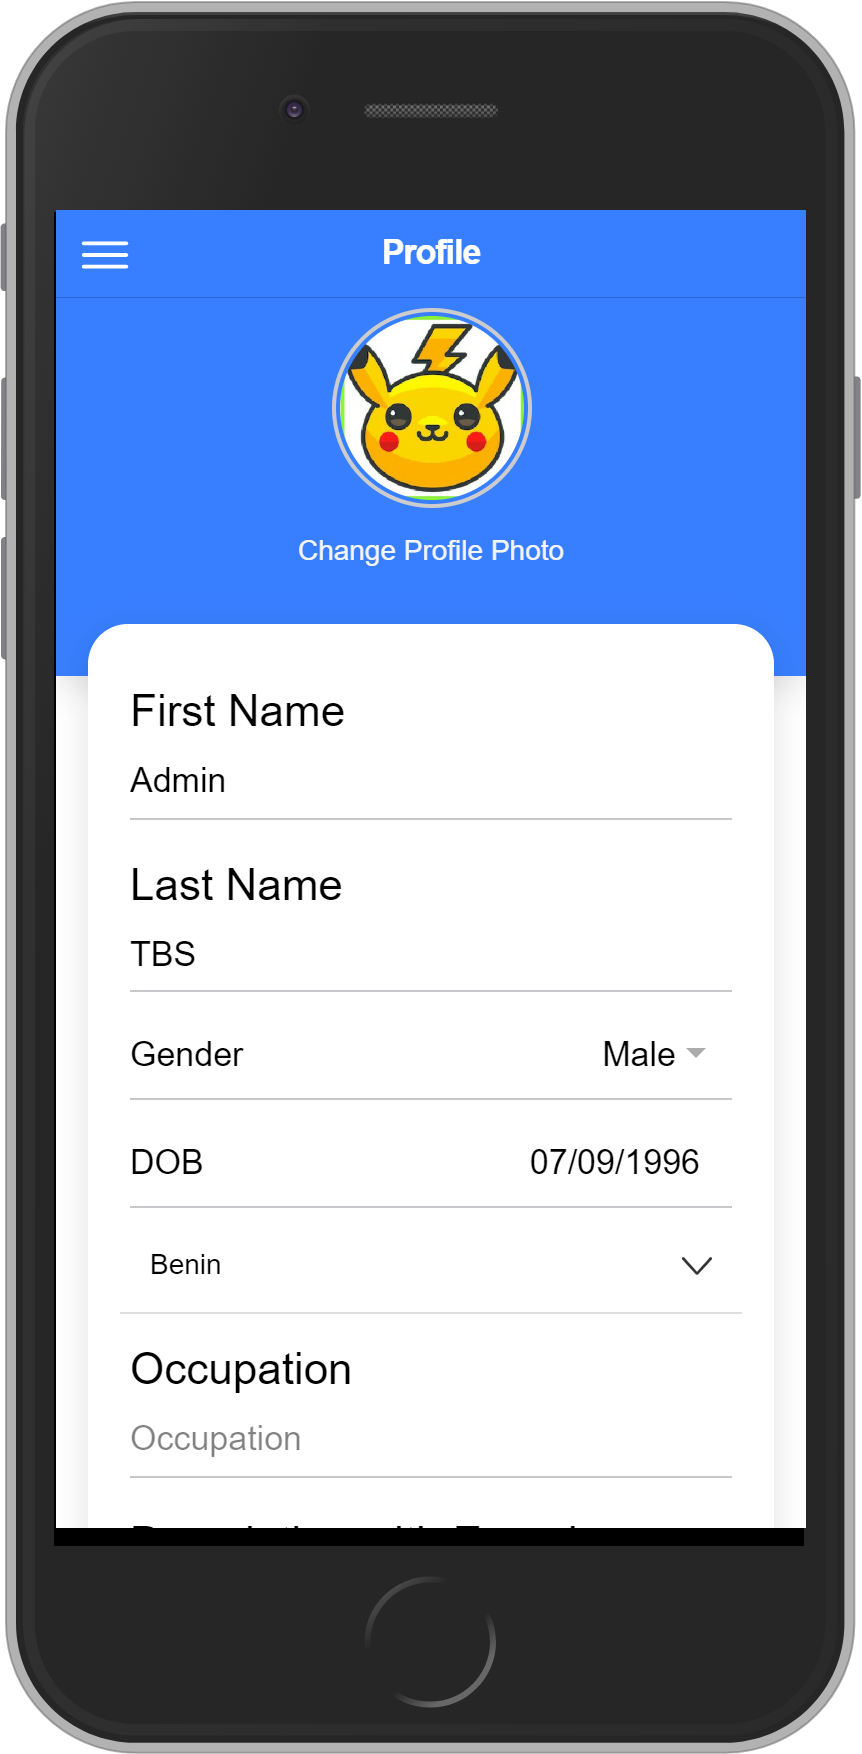 Profile
Change Profile Photo
First Name
Admin
Last Name
TBS
Gender Male
DOB 07/09/1996
Benin
Occupation
Occupation